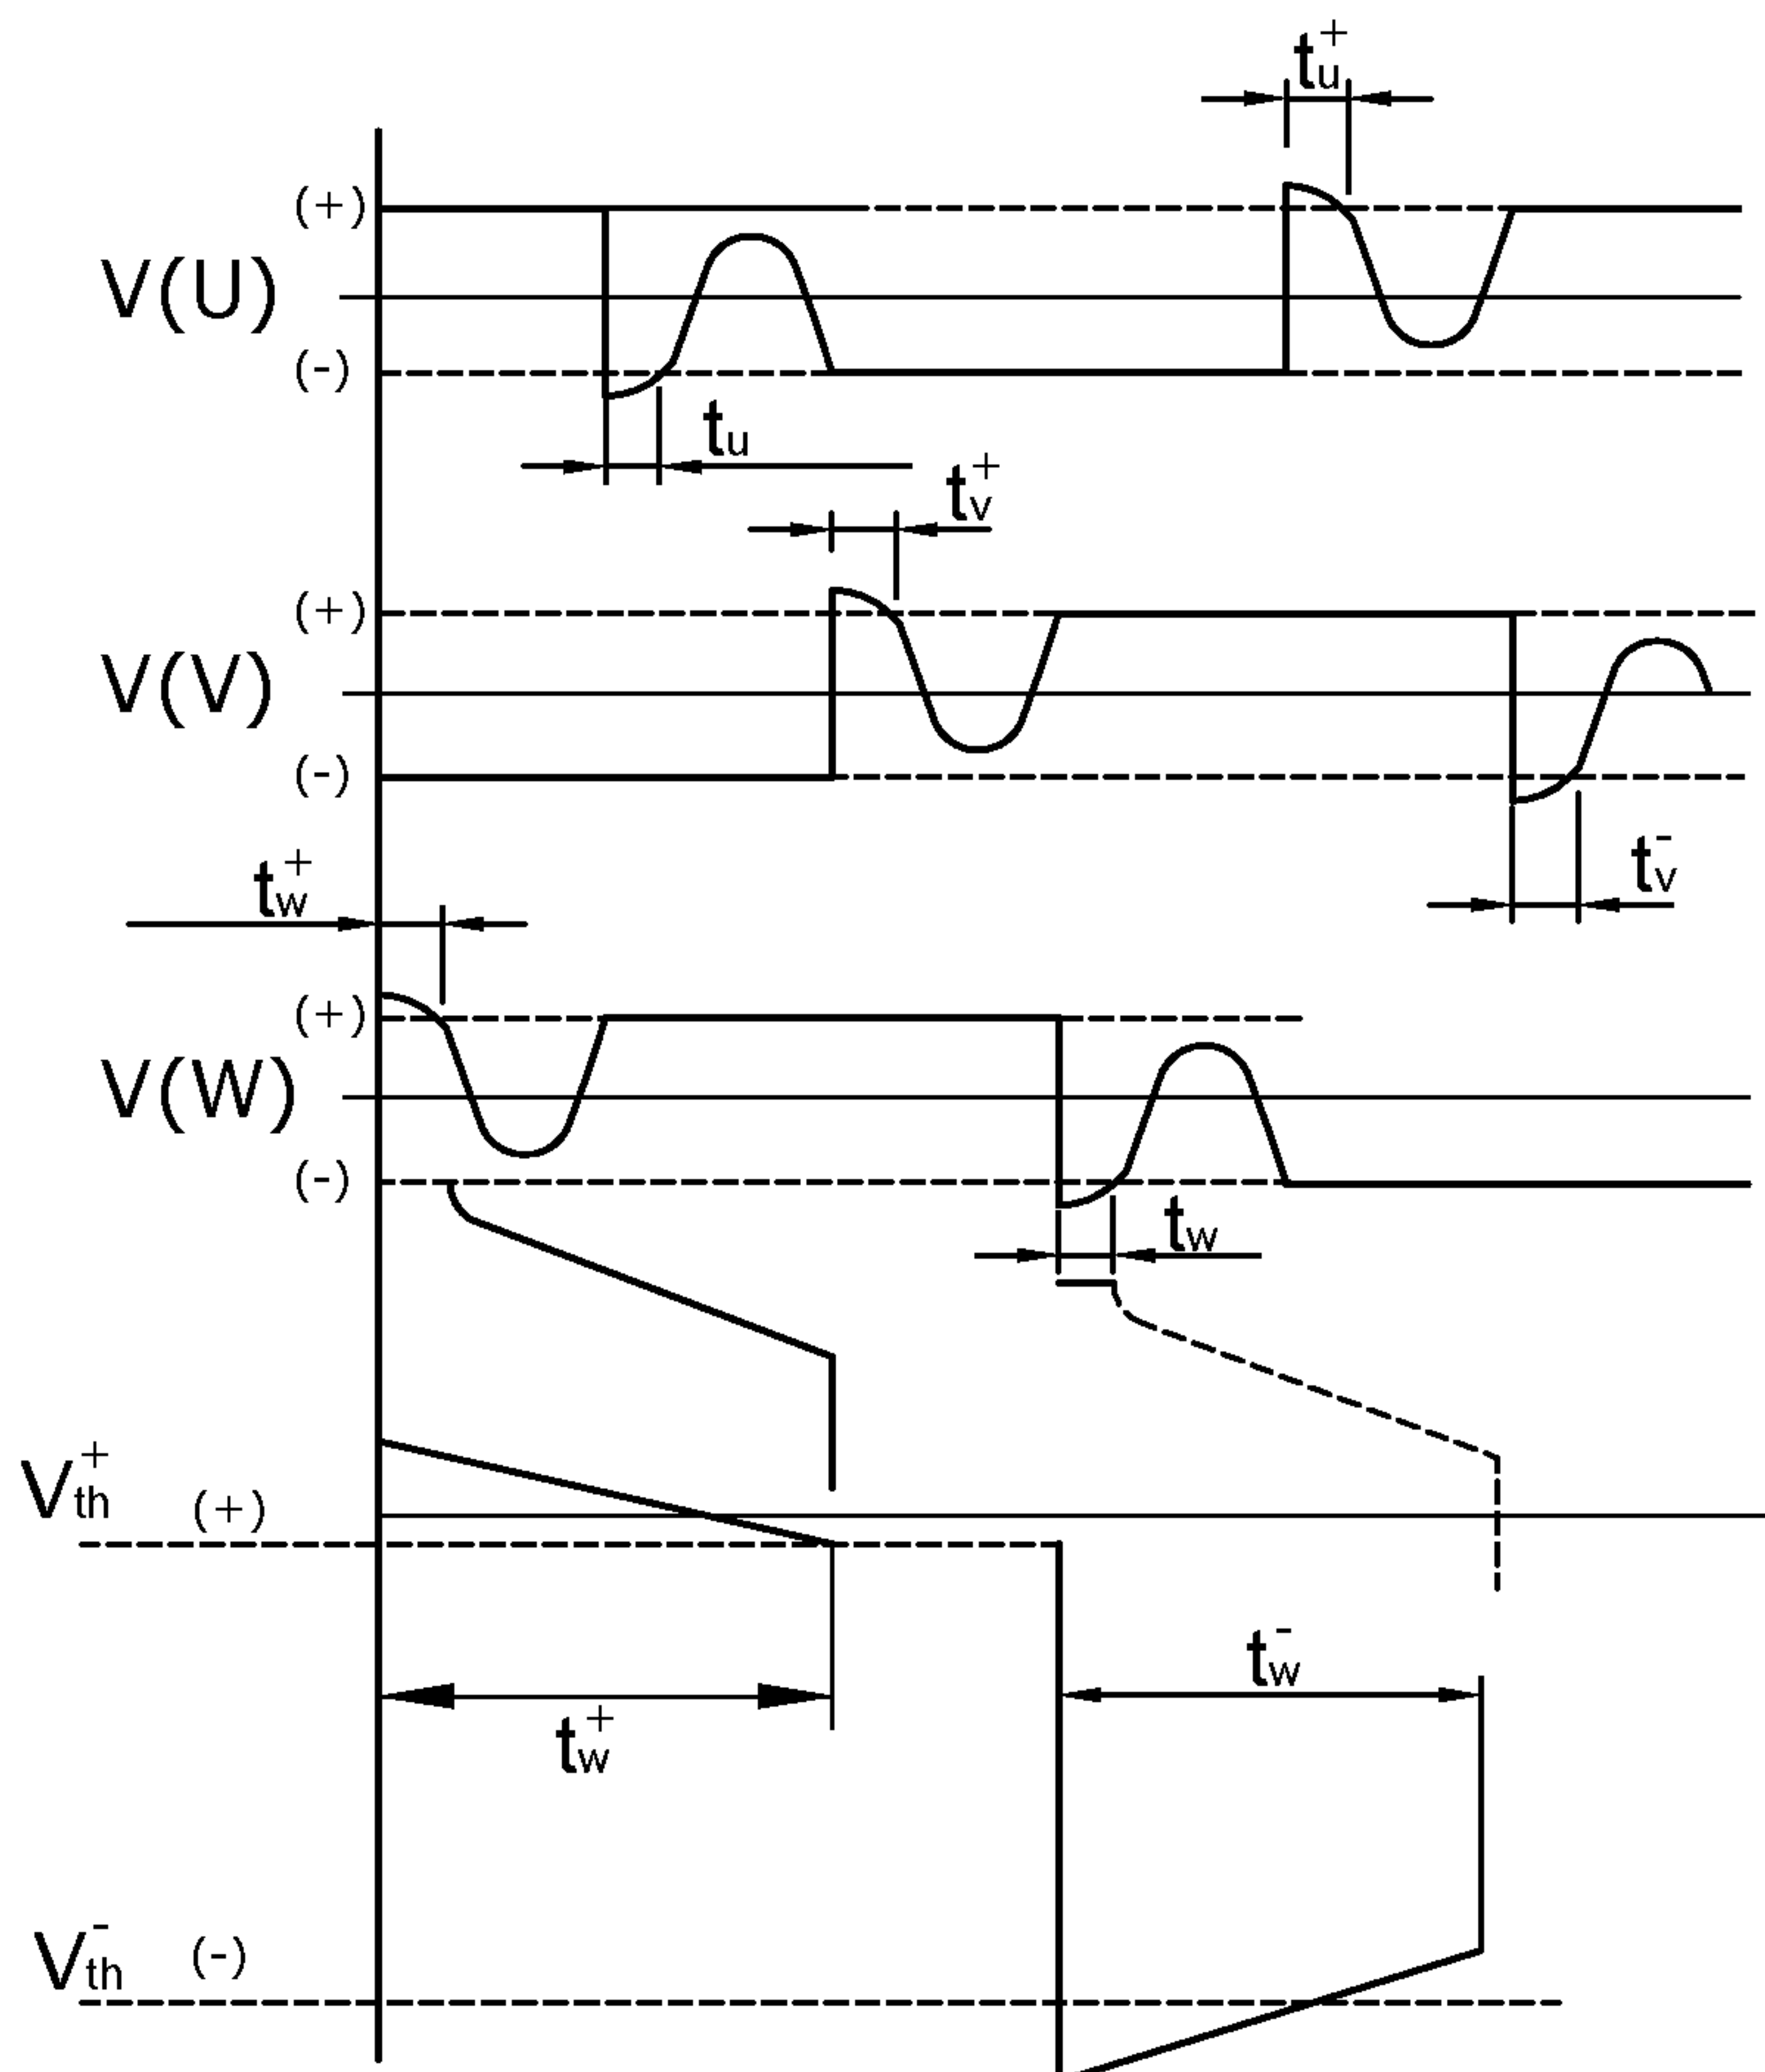 tu+
(+)
V(U)
(-)
tu
tv+
(+)
V(V)
(-)
tv-
tw+
(+)
V(W)
(-)
tw
Vth+ (+)
tw-
tw+
Vth- (-)